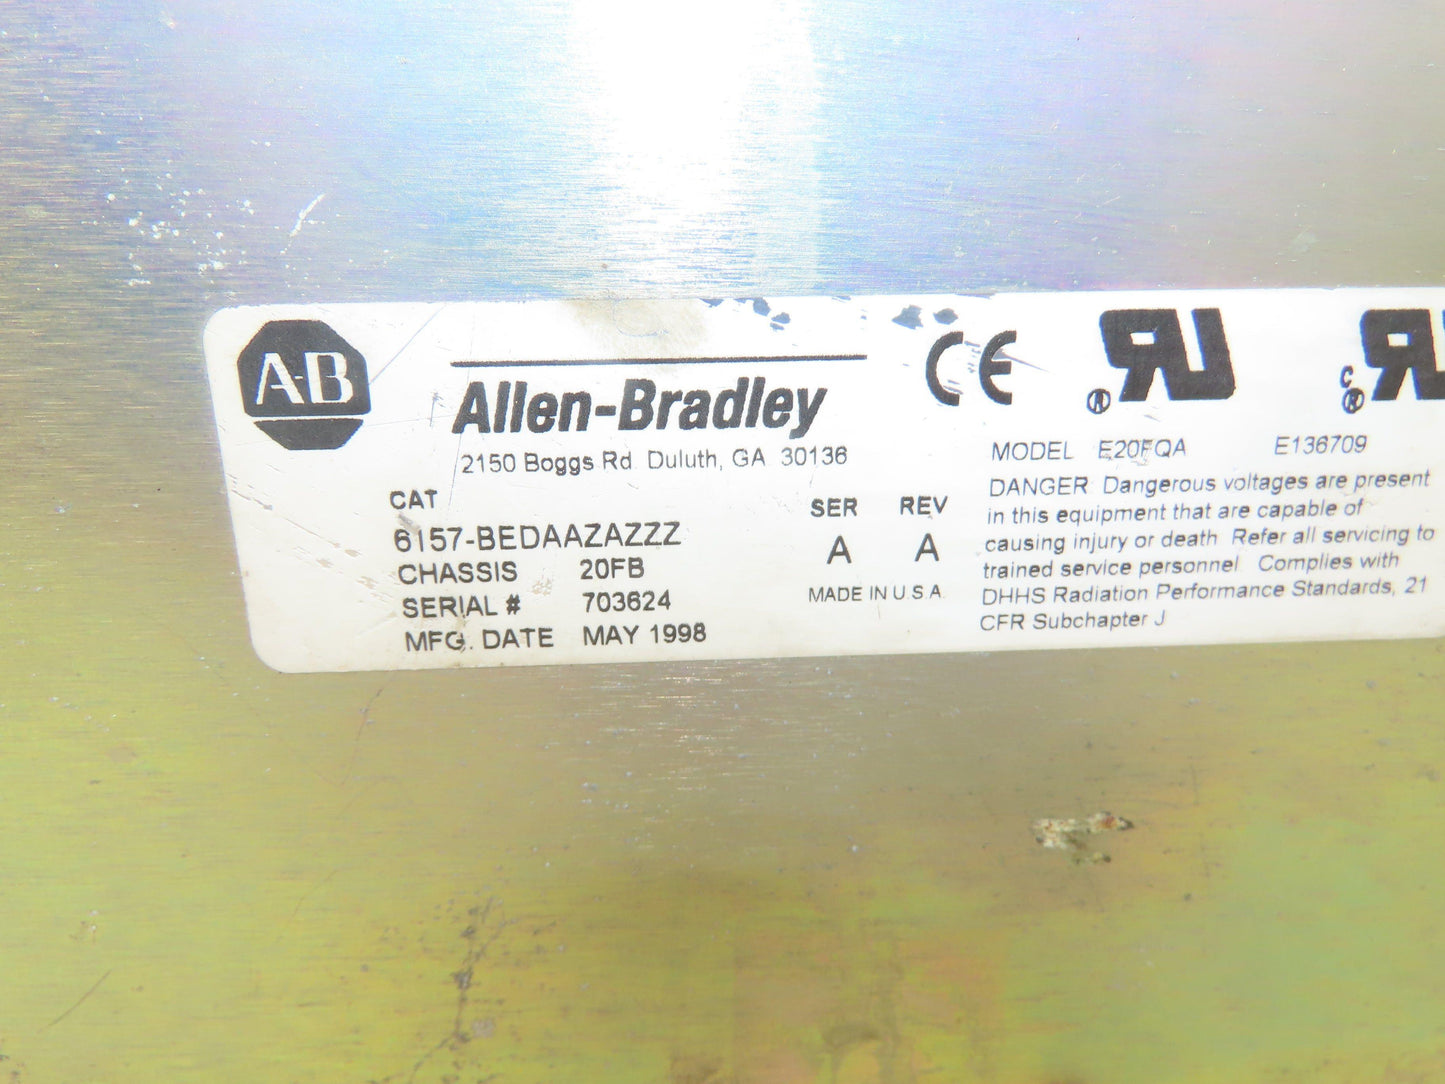 A-B
Allen-Bradley
2150 Boggs Rd. Duluth, GA 30136
CAT
6157-BEDAAZAZZZ
CHASSIS 20FB
SERIAL # 703624
MFG. DATE MAY 1998
SER REV
A A
MADE IN U.S.A.
CE
MODEL E20FQA E136709
DANGER Dangerous voltages are present
in this equipment that are capable of
causing injury or death Refer all servicing to
trained service personnel Complies with
DHHS Radiation Performance Standards, 21
CFR Subchapter J